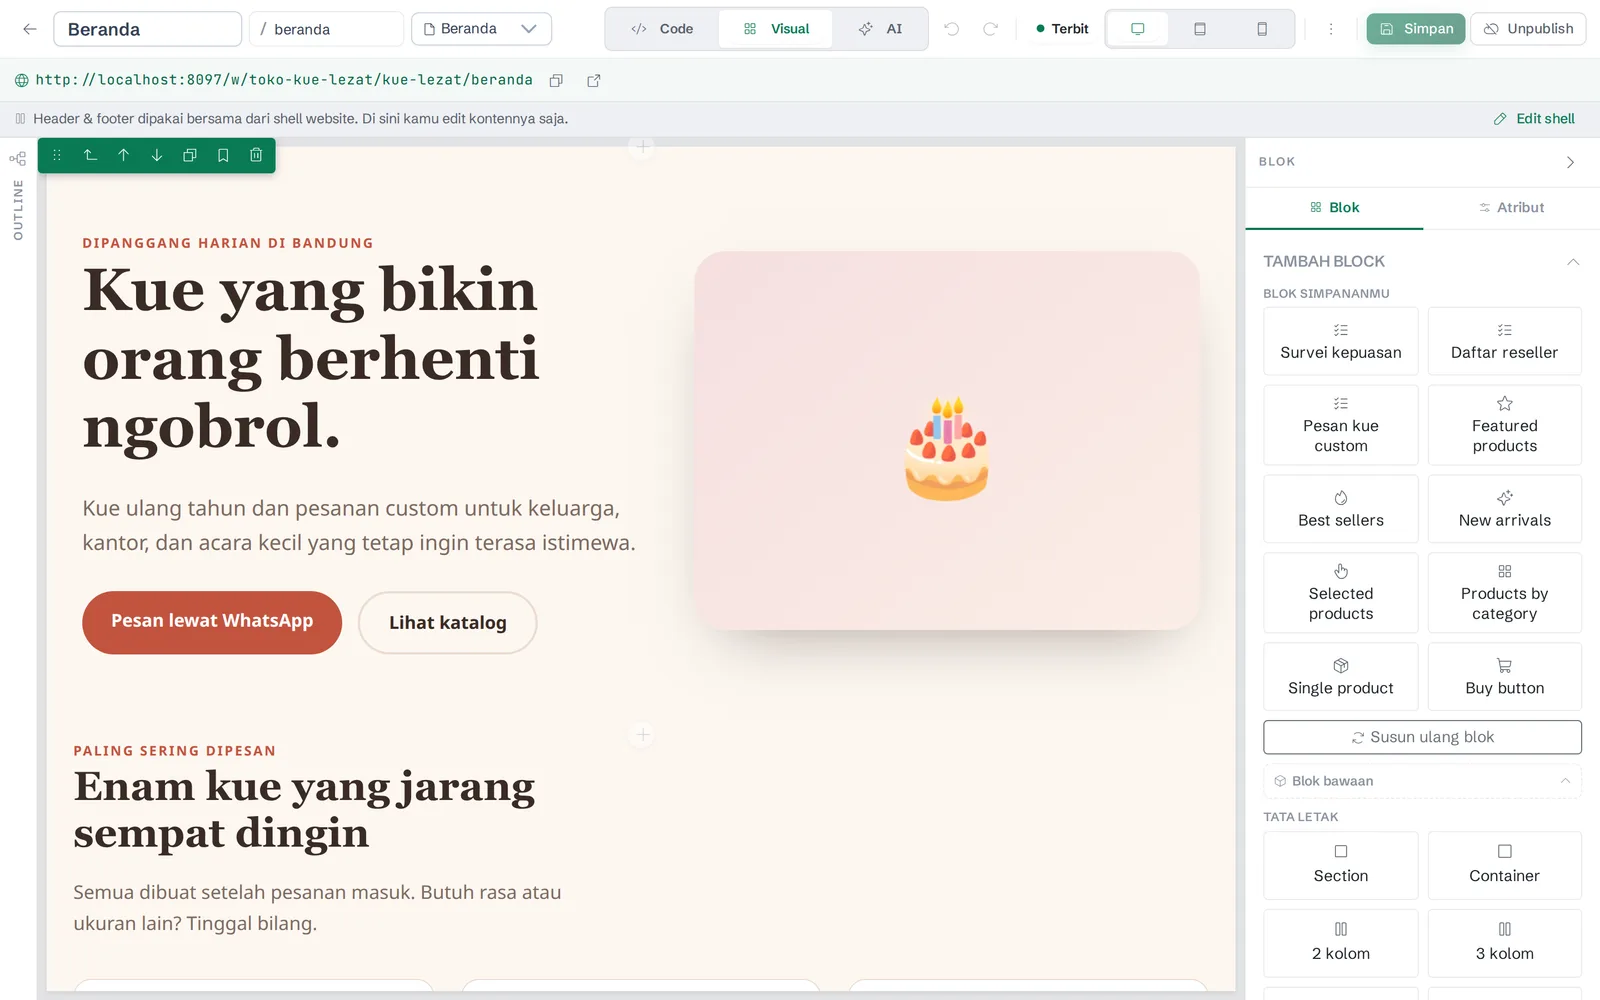 Beranda
/ beranda
Beranda
Code
Visual
AI
Terbit
Simpan
Unpublish
http://localhost:8097/w/toko-kue-lezat/kue-lezat/beranda
Header & footer dipakai bersama dari shell website. Di sini kamu edit kontennya saja.
Edit shell
OUTLINE
DIPANGGANG HARIAN DI BANDUNG
Kue yang bikin
orang berhenti
ngobrol.
Kue ulang tahun dan pesanan custom untuk keluarga,
kantor, dan acara kecil yang tetap ingin terasa istimewa.
Pesan lewat WhatsApp
Lihat katalog
PALING SERING DIPESAN
Enam kue yang jarang
sempat dingin
Semua dibuat setelah pesanan masuk. Butuh rasa atau
ukuran lain? Tinggal bilang.
BLOK
Blok
Atribut
TAMBAH BLOCK
BLOK SIMPANANMU
Survei kepuasan
Daftar reseller
Pesan kue
custom
Featured
products
Best sellers
New arrivals
Selected
products
Products by
category
Single product
Buy button
Susun ulang blok
Blok bawaan
TATA LETAK
Section
Container
2 kolom
3 kolom